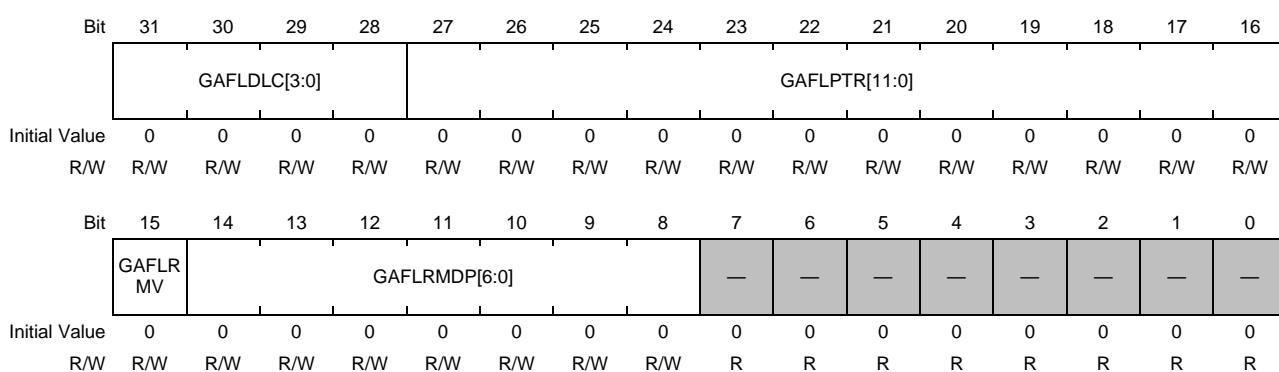 Bit 31 30 29 28 27 26 25 24 23 22 21 20 19 18 17 16
GAFLDLC[3:0] GAFLPTR[11:0]
Initial Value 0 0 0 0 0 0 0 0 0 0 0 0 0 0 0 0
R/W R/W R/W R/W R/W R/W R/W R/W R/W R/W R/W R/W R/W R/W R/W R/W R/W
Bit 15 14 13 12 11 10 9 8 7 6 5 4 3 2 1 0
GAFLR
MV GAFLRMDP[6:0] — — — — — — — —
Initial Value 0 0 0 0 0 0 0 0 0 0 0 0 0 0 0 0
R/W R/W R/W R/W R/W R/W R/W R/W R/W R R R R R R R R